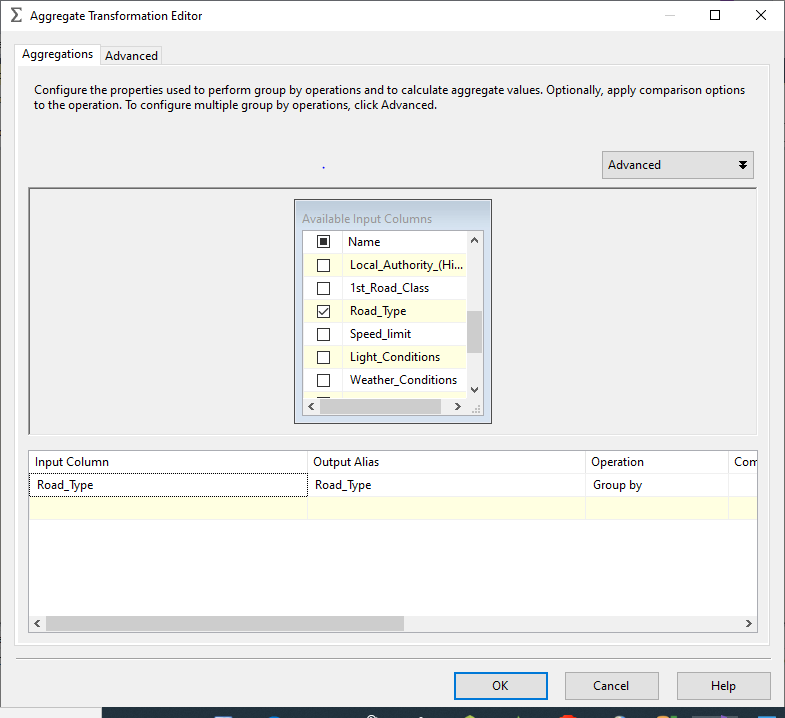 Aggregate Transformation Editor
Aggregations
Advanced
Configure the properties used to perform group by operations and to calculate aggregate values. Optionally, apply comparison options
to the operation. To configure multiple group by operations, click Advanced.
Advanced
Available Input Columns
Name
Local_Authority_(Hi...
1st_Road_Class
Road_Type
Speed_limit
Light_Conditions
Weather_Conditions
Input Column Output Alias Operation Com
Road_Type Road_Type Group by
OK Cancel Help